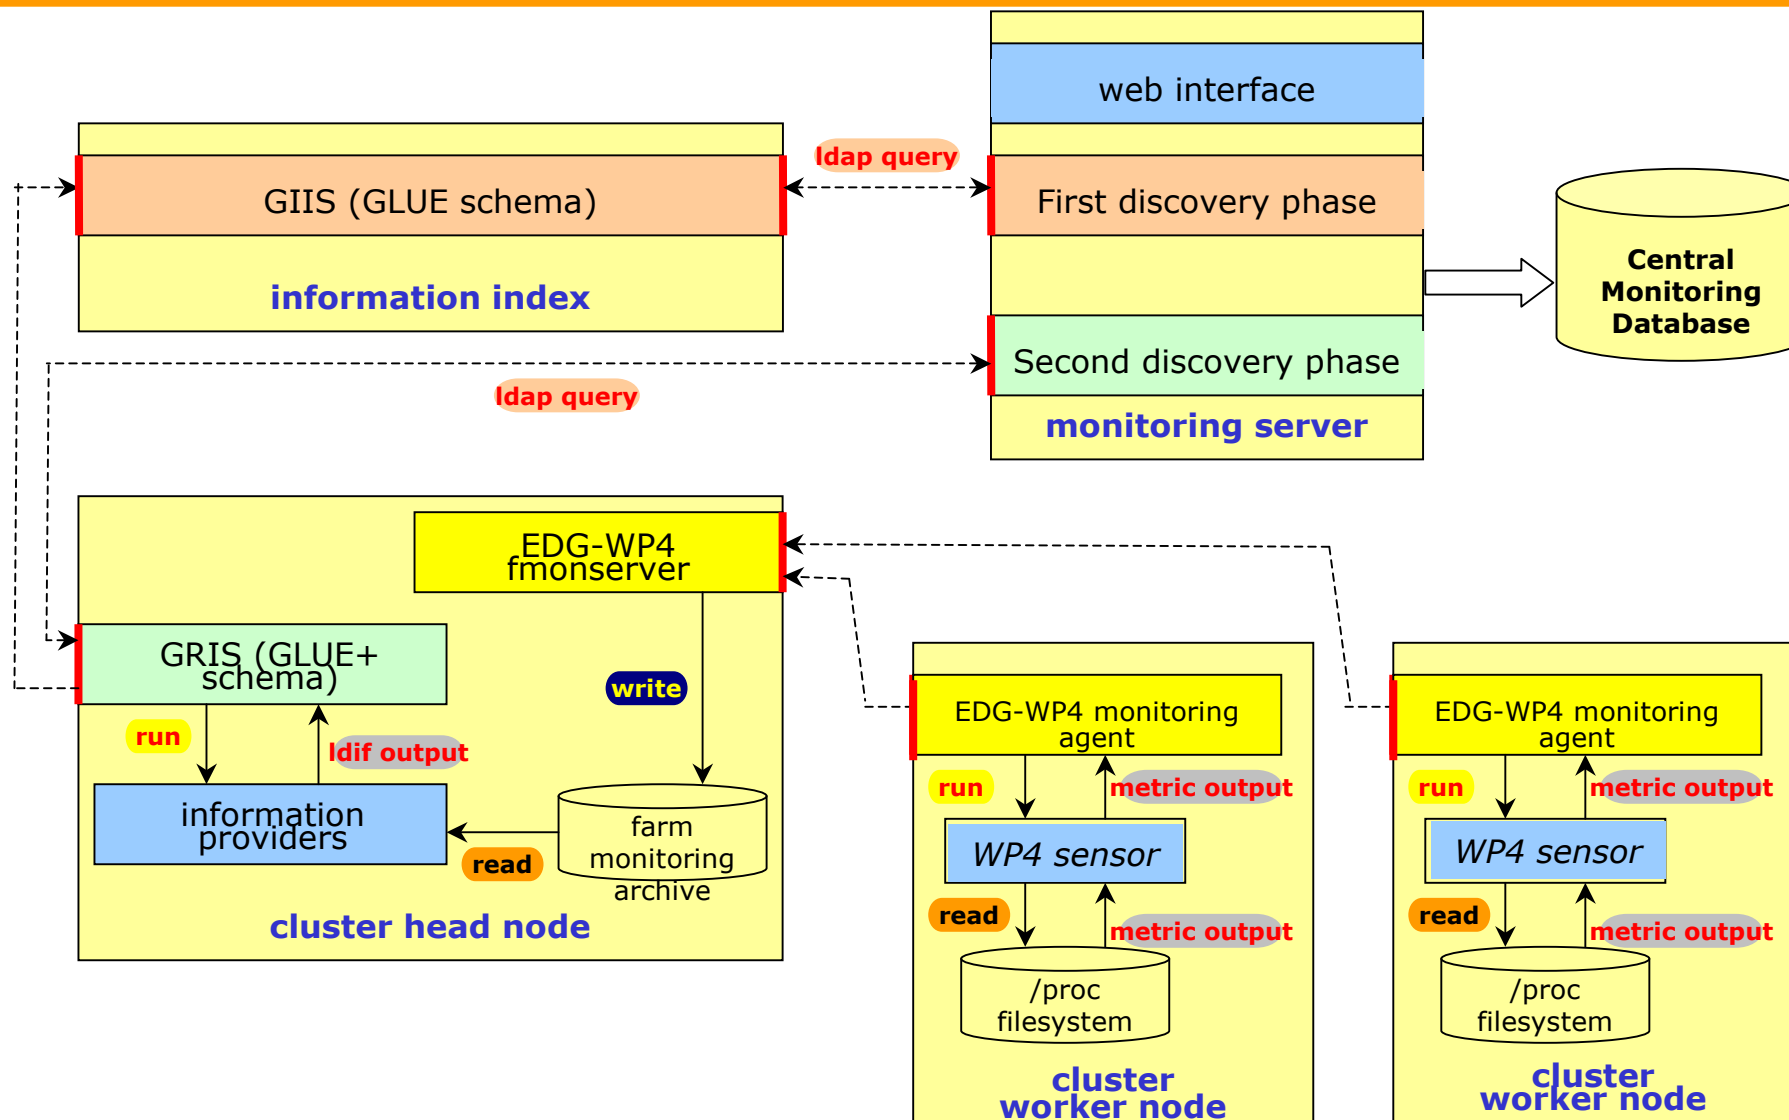 web interface
ldap query
GIIS (GLUE schema)
First discovery phase
information index
Central
Monitoring
Database
Second discovery phase
ldap query
monitoring server
EDG-WP4
fmonserver
GRIS (GLUE+
schema)
write
run
ldif output
information
providers
read
farm
monitoring
archive
cluster head node
EDG-WP4 monitoring
agent
run
metric output
WP4 sensor
read
metric output
/proc
filesystem
cluster
worker node
EDG-WP4 monitoring
agent
run
metric output
WP4 sensor
read
metric output
/proc
filesystem
cluster
worker node